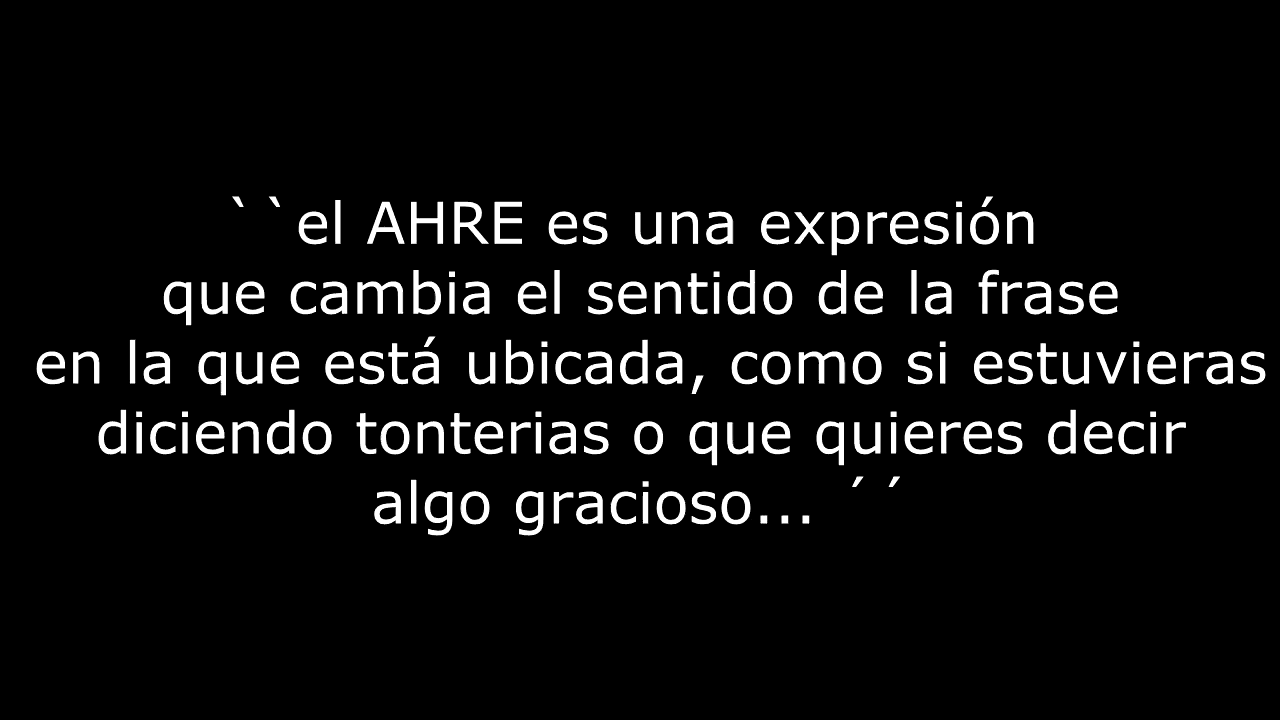 ``el AHRE es una expresión
que cambia el sentido de la frase
en la que está ubicada, como si estuvieras
diciendo tonterias o que quieres decir
algo gracioso... ´´